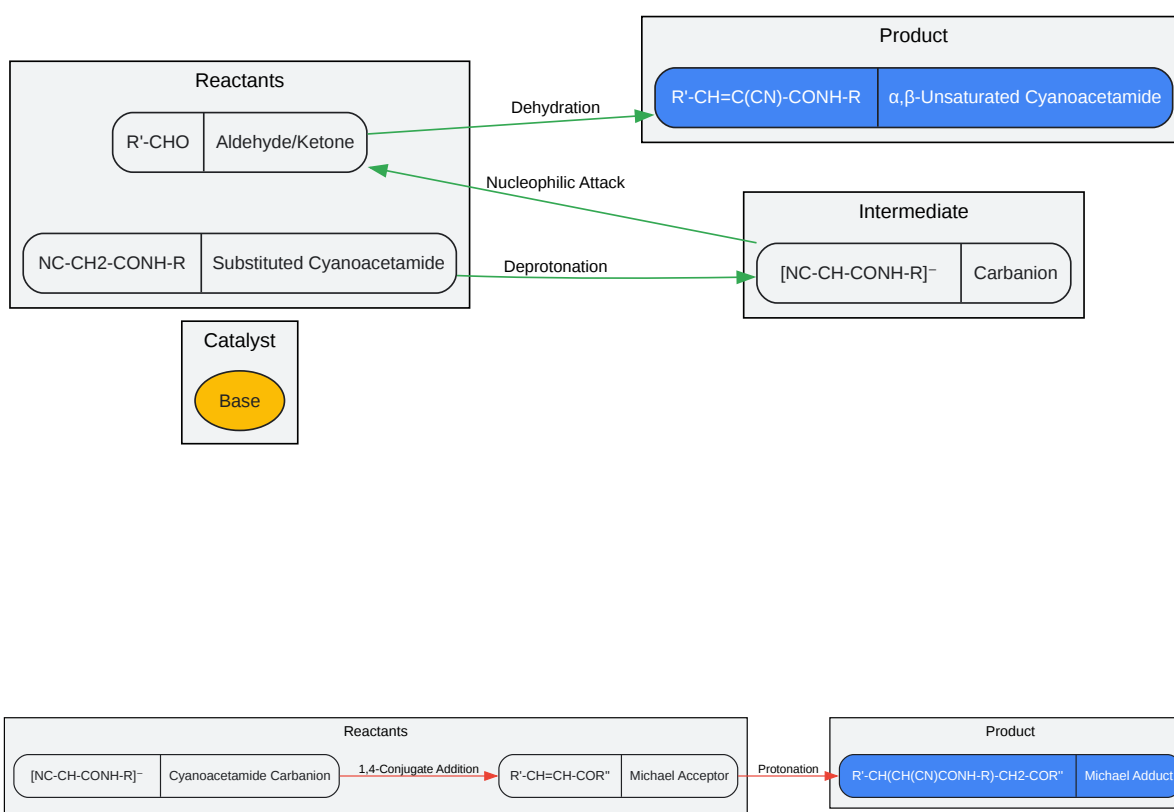 Product
R'-CH=C(CN)-CONH-R
α,β-Unsaturated Cyanoacetamide
Reactants
Dehydration
R'-CHO
Aldehyde/Ketone
Nucleophilic Attack
Intermediate
NC-CH2-CONH-R
Substituted Cyanoacetamide
Deprotonation
[NC-CH-CONH-R]⁻
Carbanion
Catalyst
Base
Reactants
Product
[NC-CH-CONH-R]⁻
Cyanoacetamide Carbanion
1,4-Conjugate Addition
R'-CH=CH-COR"
Michael Acceptor
Protonation
R'-CH(CH(CN)CONH-R)-CH2-COR"
Michael Adduct